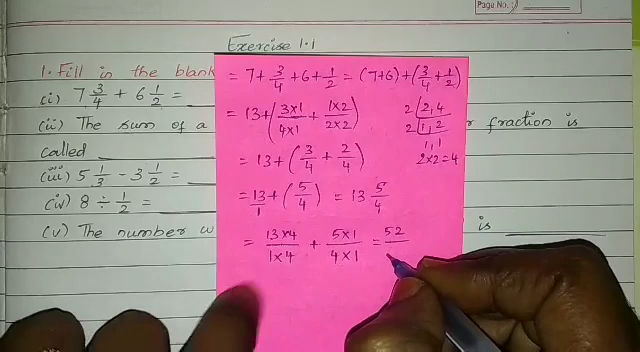 Page No.:
Exercise 1.1
1. Fill in the blank
(i) 7 3/4 + 6 1/2 =
(ii) The sum of a
r fraction is
called
(iii) 5 1/3 - 3 1/2 =
(iv) 8 ÷ 1/2 =
(v) The number w
is
= 7 + 3/4 + 6 + 1/2 = (7+6) + (3/4 + 1/2)
= 13 + (3×1/4×1 + 1×2/2×2)
= 13 + (3/4 + 2/4)
= 13/1 + (5/4) = 13 5/4
= 13×4/1×4 + 5×1/4×1 = 52
2 | 2, 4
2 | 1, 2
1, 1
2×2=4